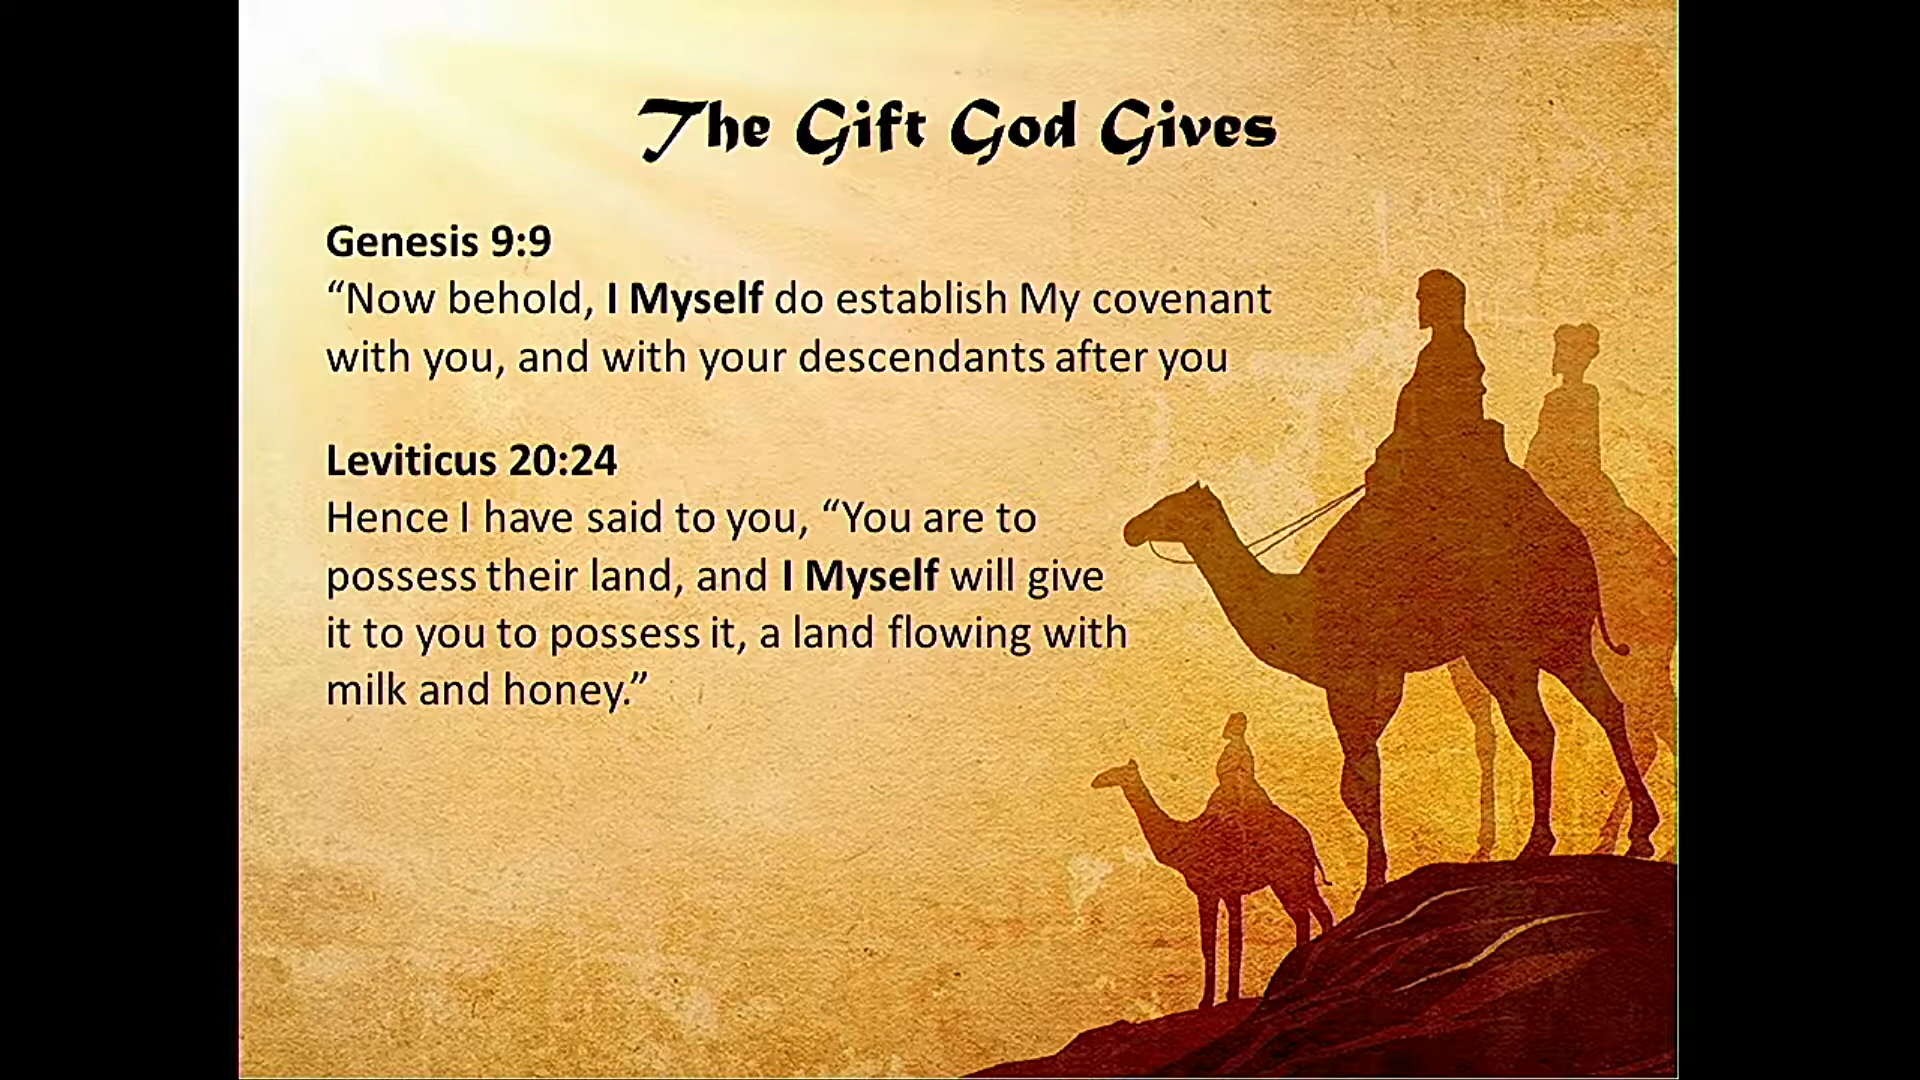 The Gift God Gives
Genesis 9:9
“Now behold, I Myself do establish My covenant
with you, and with your descendants after you
Leviticus 20:24
Hence I have said to you, “You are to
possess their land, and I Myself will give
it to you to possess it, a land flowing with
milk and honey.”